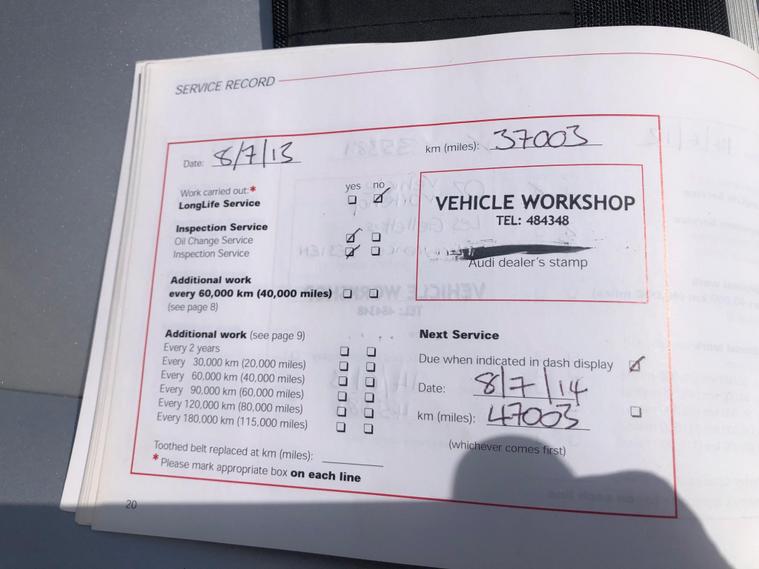 SERVICE RECORD
Date: 8/7/13
km (miles): 37003
Work carried out:*
yes no
LongLife Service
Inspection Service
Oil Change Service
Inspection Service
VEHICLE WORKSHOP
TEL: 484348
Audi dealer's stamp
Additional work
every 60,000 km (40,000 miles)
(see page 8)
Additional work (see page 9)
Every 2 years
Every 30,000 km (20,000 miles)
Every 60,000 km (40,000 miles)
Every 90,000 km (60,000 miles)
Every 120,000 km (80,000 miles)
Every 180,000 km (115,000 miles)
Next Service
Due when indicated in dash display
Date: 8/7/14
km (miles): 47003
(whichever comes first)
Toothed belt replaced at km (miles):
* Please mark appropriate box on each line
20